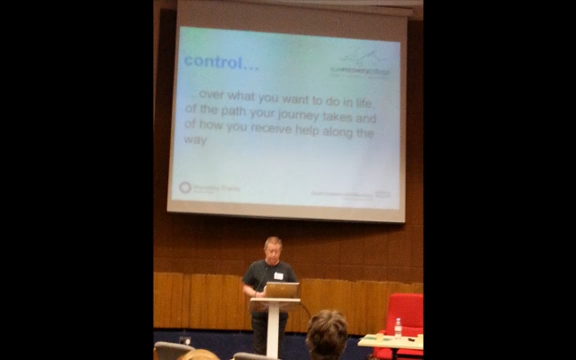 control...
... over what you want to do in life,
of the path your journey takes and
of how you receive help along the
way